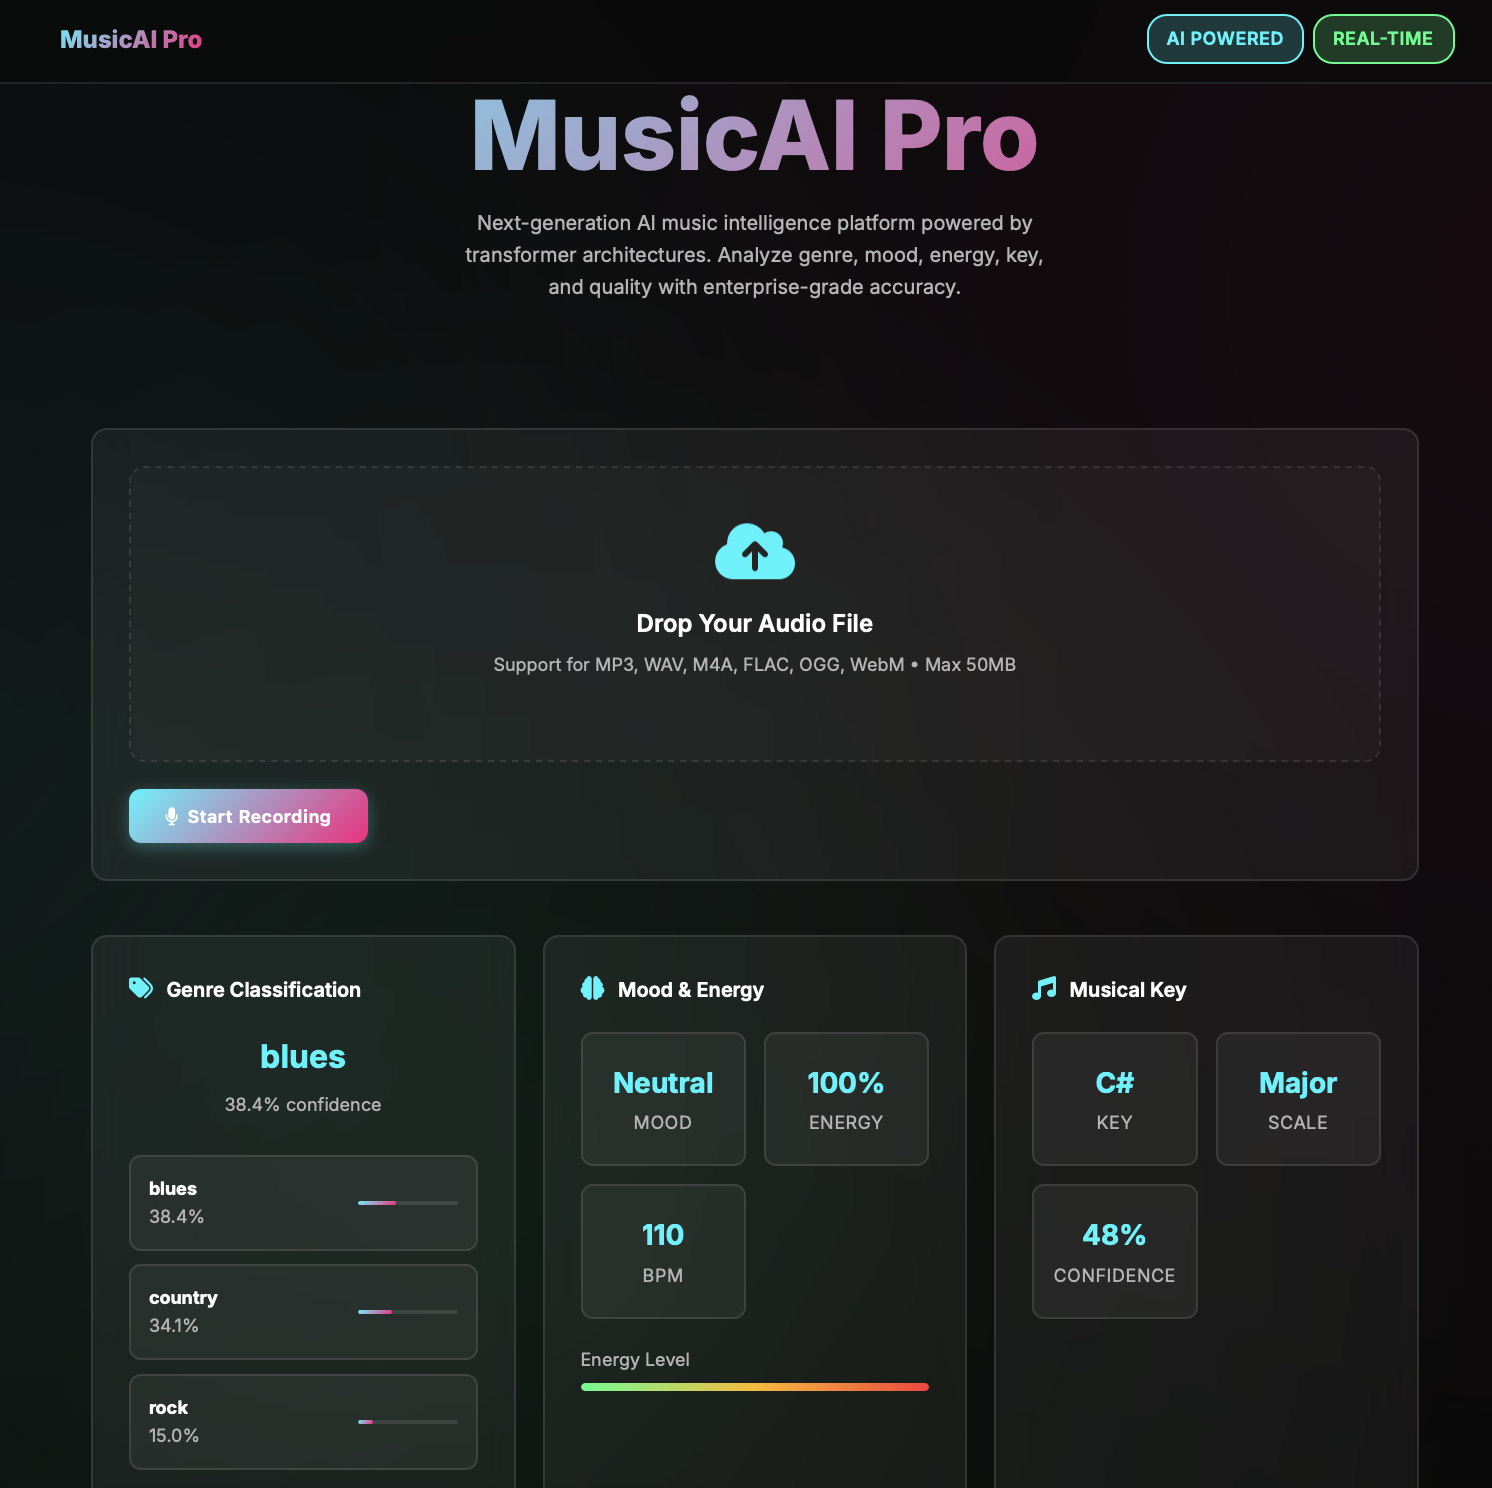 MusicAI Pro
AI POWERED
REAL-TIME
MusicAI Pro
Next-generation AI music intelligence platform powered by
transformer architectures. Analyze genre, mood, energy, key,
and quality with enterprise-grade accuracy.
Drop Your Audio File
Support for MP3, WAV, M4A, FLAC, OGG, WebM • Max 50MB
Start Recording
Genre Classification
blues
38.4% confidence
blues
38.4%
country
34.1%
rock
15.0%
Mood & Energy
Neutral
MOOD
100%
ENERGY
110
BPM
Energy Level
Musical Key
C#
KEY
Major
SCALE
48%
CONFIDENCE